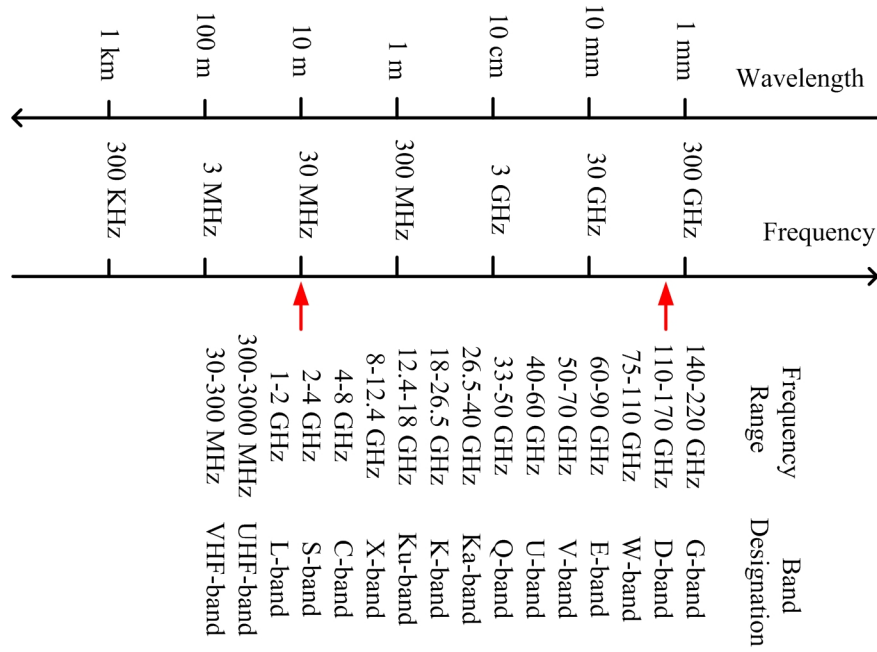 Wavelength
1 km
100 m
10 m
1 m
10 cm
10 mm
1 mm
Frequency
300 KHz
3 MHz
30 MHz
300 MHz
3 GHz
30 GHz
300 GHz
Frequency
Range
30-300 MHz
300-3000 MHz
1-2 GHz
2-4 GHz
4-8 GHz
8-12.4 GHz
12.4-18 GHz
18-26.5 GHz
26.5-40 GHz
33-50 GHz
40-60 GHz
50-70 GHz
60-90 GHz
75-110 GHz
110-170 GHz
140-220 GHz
Band
Designation
VHF-band
UHF-band
L-band
S-band
C-band
X-band
Ku-band
K-band
Ka-band
Q-band
U-band
V-band
E-band
W-band
D-band
G-band